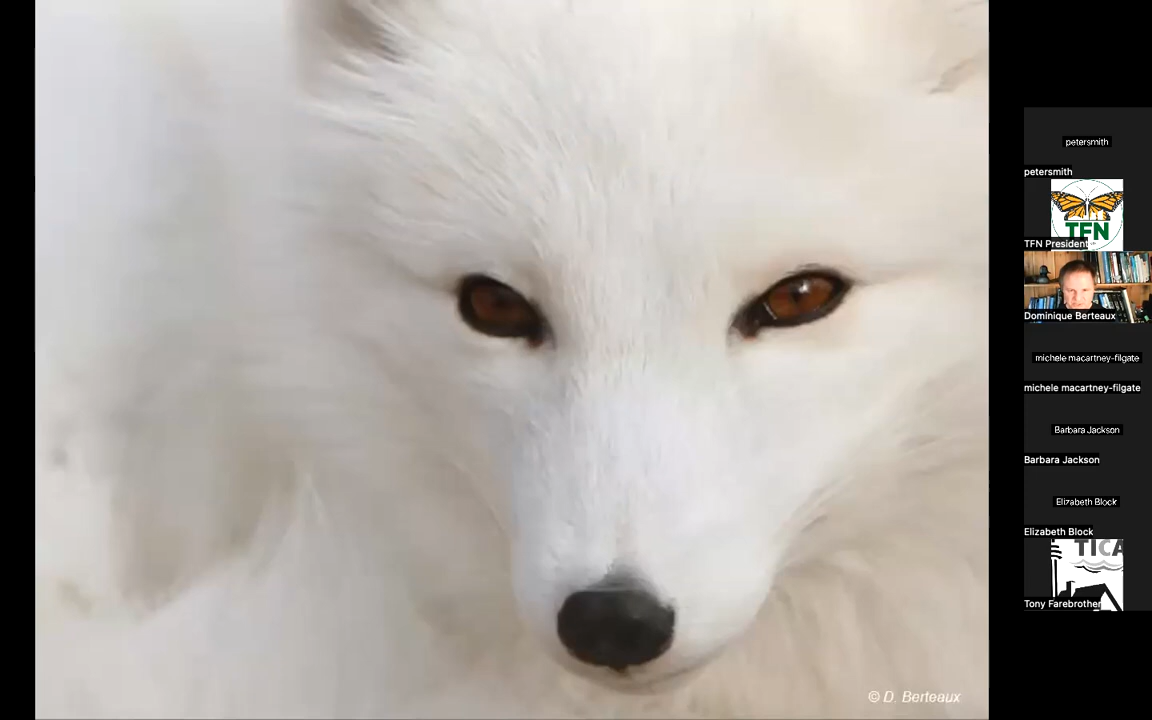 petersmith
petersmith
TFN
TFN President
Dominique Berteaux
michele macartney-filgate
michele macartney-filgate
Barbara Jackson
Barbara Jackson
Elizabeth Block
Elizabeth Block
TICA
Tony Farebrother
© D. Berteaux